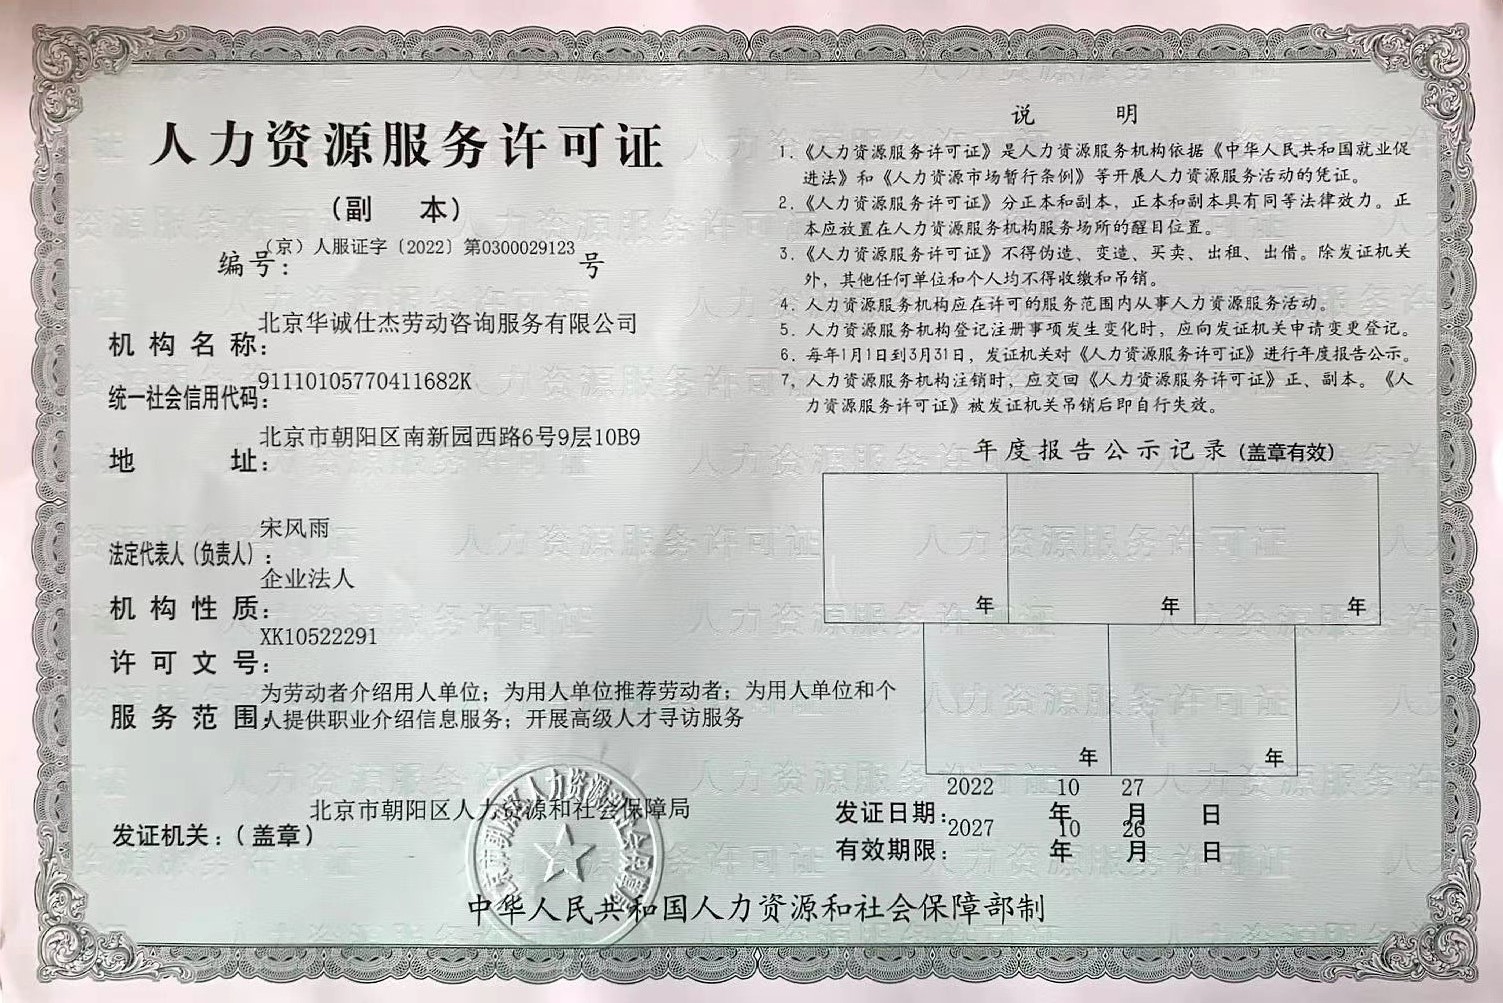 人力资源服务许可证
（副 本）
编号：（京）人服证字〔2022〕第0300029123号
机构名称：北京华诚仕杰劳动咨询服务有限公司
统一社会信用代码：91110105770411682K
地 址：北京市朝阳区南新园西路6号9层10B9
法定代表人（负责人）：宋风雨
机构性质：企业法人
许可文号：XK10522291
服务范围：为劳动者介绍用人单位；为用人单位推荐劳动者；为用人单位和个
人提供职业介绍信息服务；开展高级人才寻访服务
北京市朝阳区人力资源和社会保障局
发证机关：（盖章）
说 明
1．《人力资源服务许可证》是人力资源服务机构依据《中华人民共和国就业促
进法》和《人力资源市场暂行条例》等开展人力资源服务活动的凭证。
2．《人力资源服务许可证》分正本和副本，正本和副本具有同等法律效力。正
本应放置在人力资源服务机构服务场所的醒目位置。
3．《人力资源服务许可证》不得伪造、变造、买卖、出租、出借。除发证机关
外，其他任何单位和个人均不得收缴和吊销。
4．人力资源服务机构应在许可的服务范围内从事人力资源服务活动。
5．人力资源服务机构登记注册事项发生变化时，应向发证机关申请变更登记。
6．每年1月1日到3月31日，发证机关对《人力资源服务许可证》进行年度报告公示。
7，人力资源服务机构注销时，应交回《人力资源服务许可证》正、副本。《人
力资源服务许可证》被发证机关吊销后即自行失效。
年度报告公示记录（盖章有效）
年 年 年
年 年
发证日期：2022年10月27日
有效期限：2027年10月26日
中华人民共和国人力资源和社会保障部制